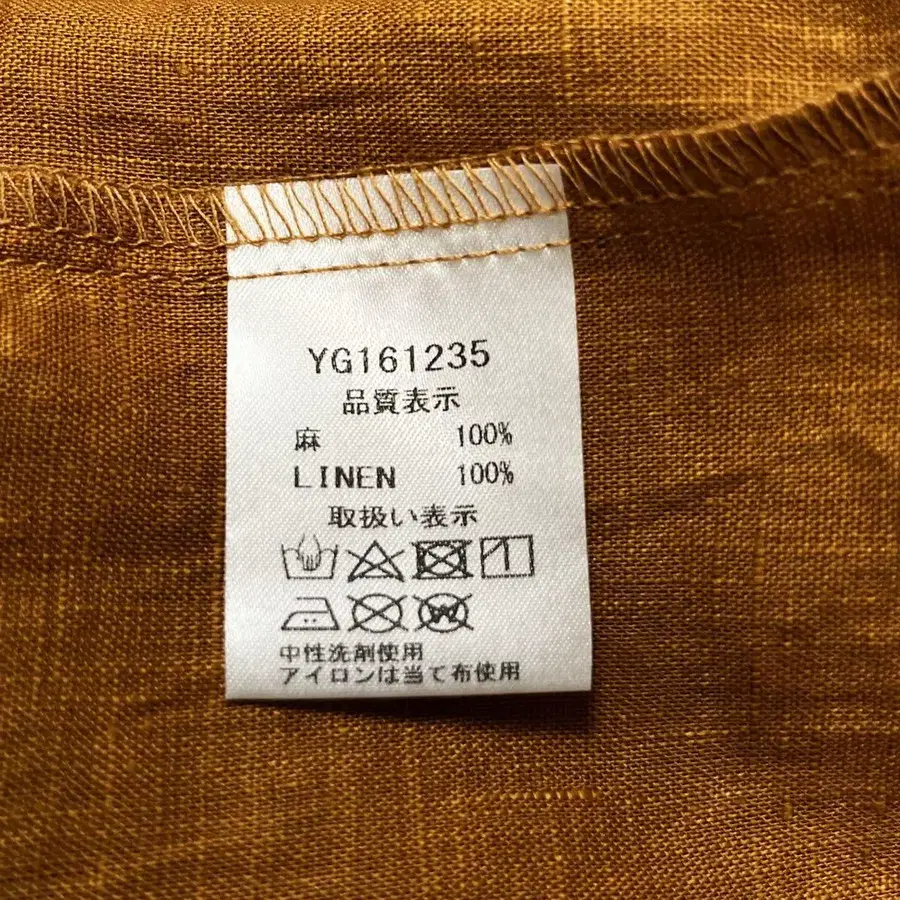 YG161235
品質表示
麻 100%
LINEN 100%
取扱い表示
W
中性洗剤使用
アイロンは当て布使用